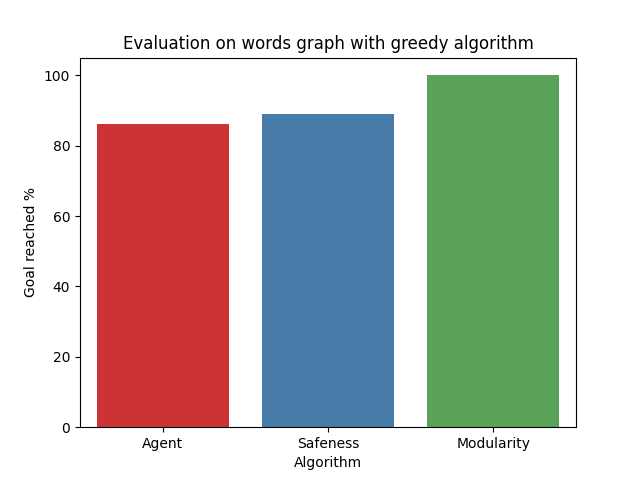 Evaluation on words graph with greedy algorithm
100
80
60
40
20
0
Goal reached %
Agent
Safeness
Modularity
Algorithm